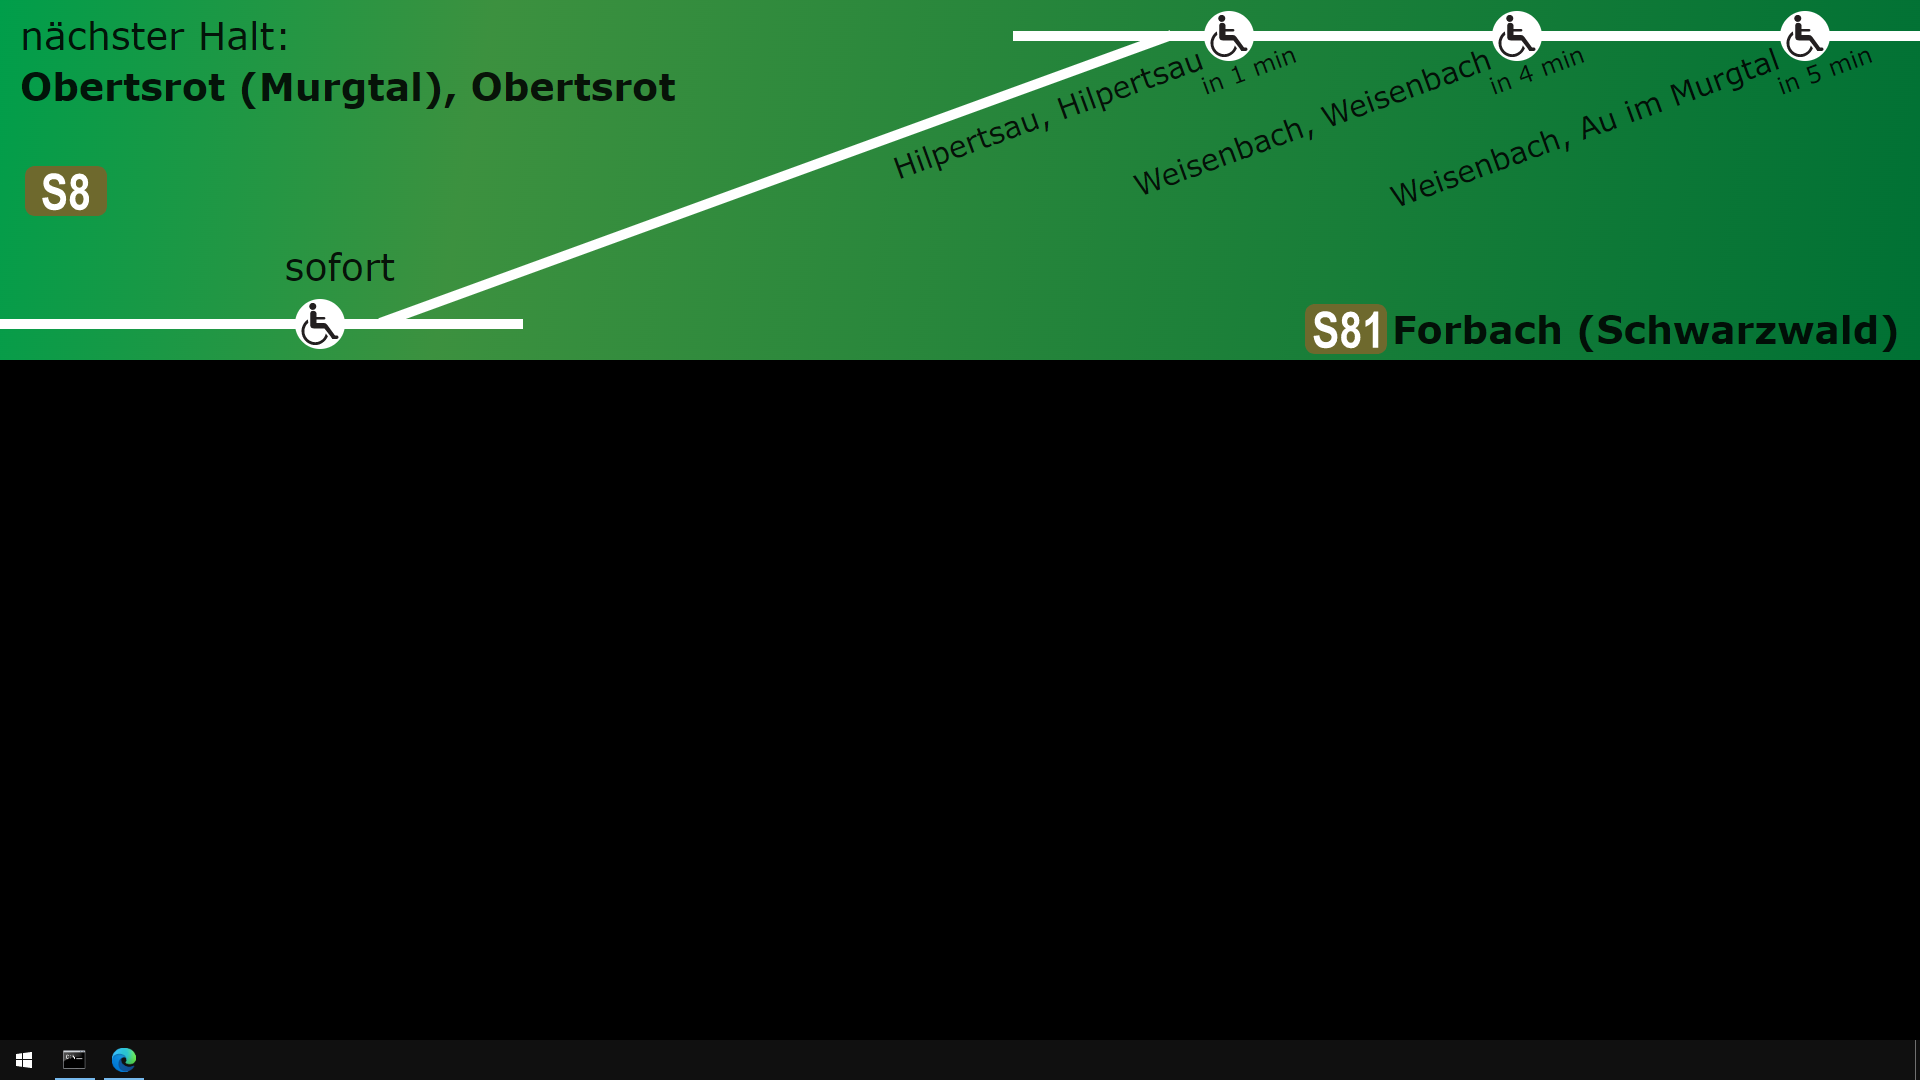 nächster Halt:
Obertsrot (Murgtal), Obertsrot
S8
sofort
Hilpertsau, Hilpertsau
in 1 min
Weisenbach, Weisenbach
in 4 min
Weisenbach, Au im Murgtal
in 5 min
S81 Forbach (Schwarzwald)